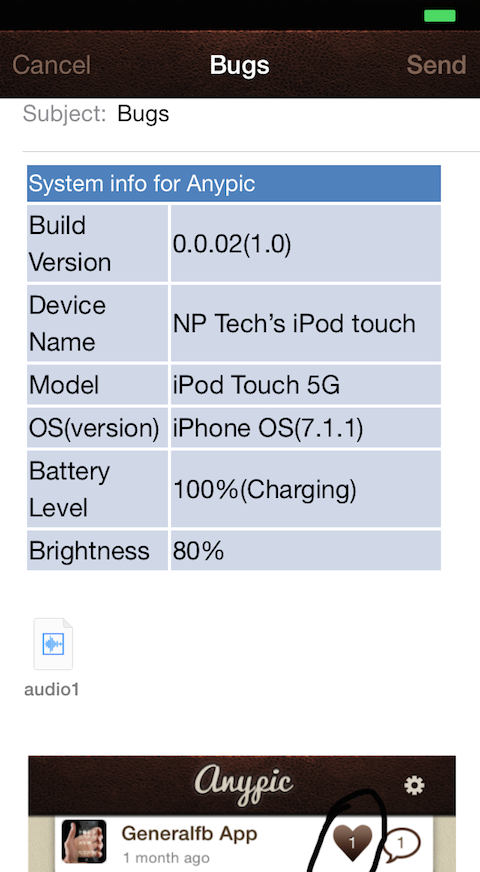 Cancel Bugs Send
Subject: Bugs
System info for Anypic
Build Version 0.0.02(1.0)
Device Name NP Tech’s iPod touch
Model iPod Touch 5G
OS(version) iPhone OS(7.1.1)
Battery Level 100%(Charging)
Brightness 80%
audio1
Anypic
Generalfb App 1 1
1 month ago